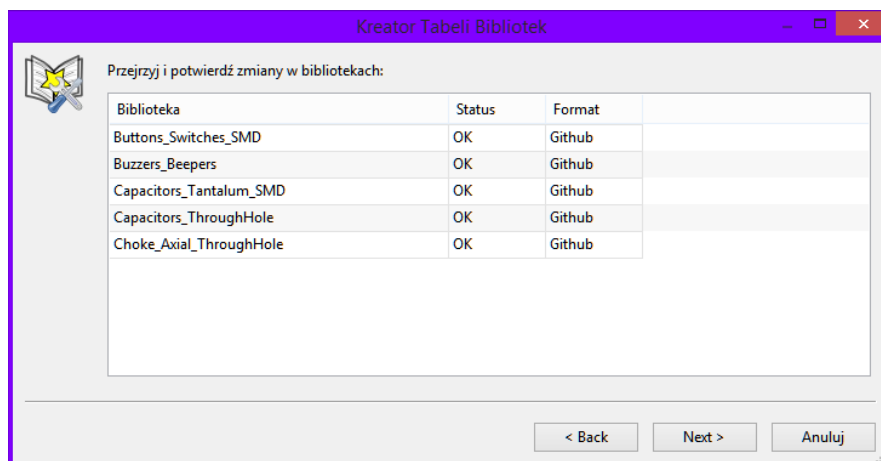 Kreator Tabeli Bibliotek
Przejrzyj i potwierdź zmiany w bibliotekach:
Biblioteka Status Format
Buttons_Switches_SMD OK Github
Buzzers_Beepers OK Github
Capacitors_Tantalum_SMD OK Github
Capacitors_ThroughHole OK Github
Choke_Axial_ThroughHole OK Github
< Back Next > Anuluj